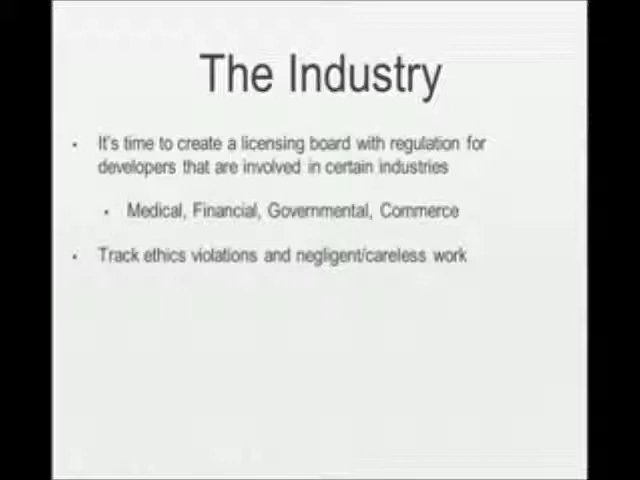 The Industry
• It's time to create a licensing board with regulation for
developers that are involved in certain industries
• Medical, Financial, Governmental, Commerce
• Track ethics violations and negligent/careless work